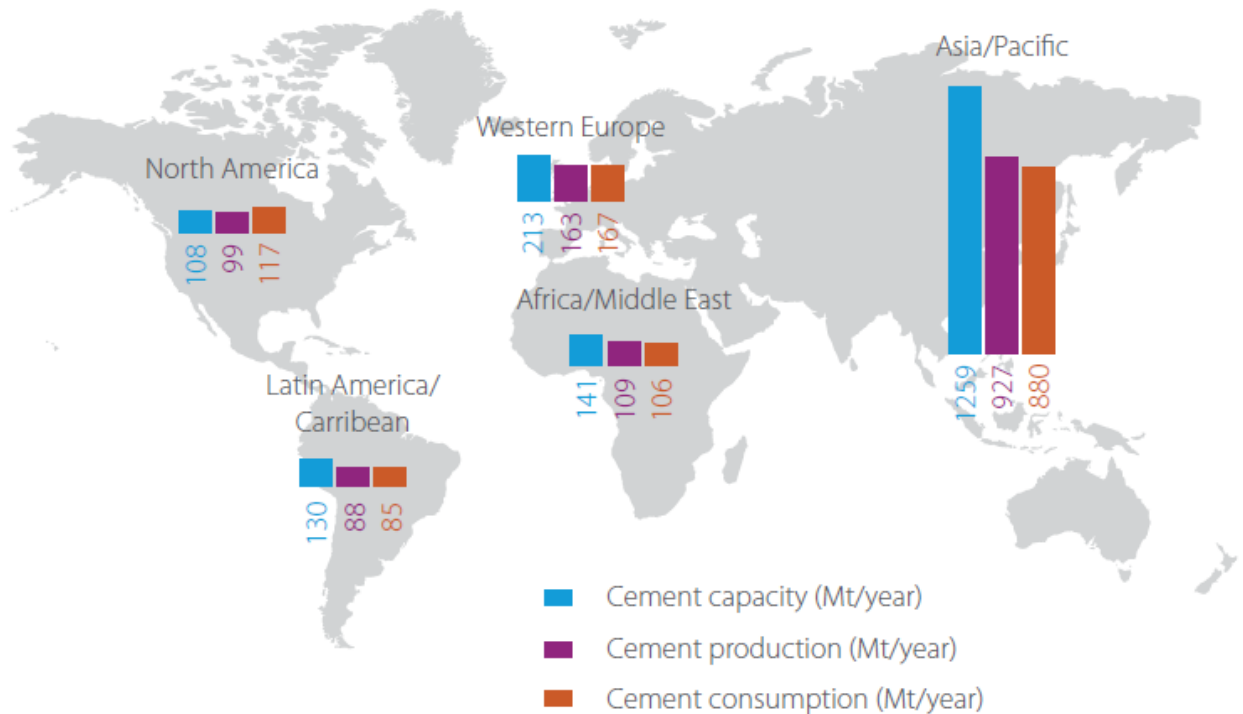 Asia/Pacific
1259
927
880
Western Europe
213
163
167
North America
108
99
117
Africa/Middle East
141
109
106
Latin America/
Carribean
130
88
85
Cement capacity (Mt/year)
Cement production (Mt/year)
Cement consumption (Mt/year)